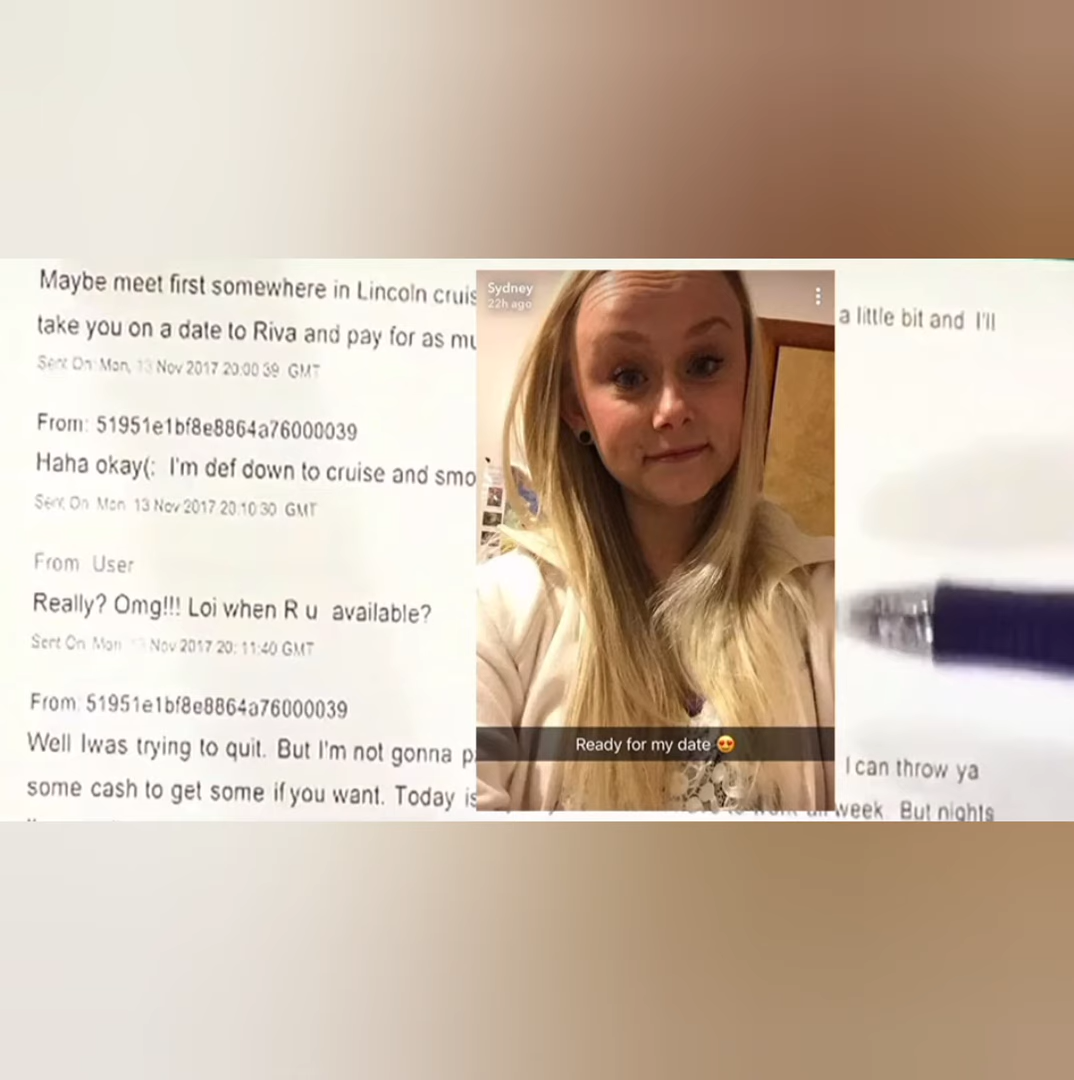 Maybe meet first somewhere in Lincoln cruis
a little bit and I'll
take you on a date to Riva and pay for as mu
Sent On: Mon, 13 Nov 2017 20:00:39 GMT
From: 51951e1bf8e8864a76000039
Haha okay(: I'm def down to cruise and smo
Sent On Mon 13 Nov 2017 20:10:30 GMT
From User
Really? Omg!!! Loi when R u available?
Sent On Mon 13 Nov 2017 20:11:40 GMT
From: 51951e1bf8e8864a76000039
Well Iwas trying to quit. But I'm not gonna p
I can throw ya
some cash to get some if you want. Today is
week. But nights
Sydney
22h ago
Ready for my date 😍